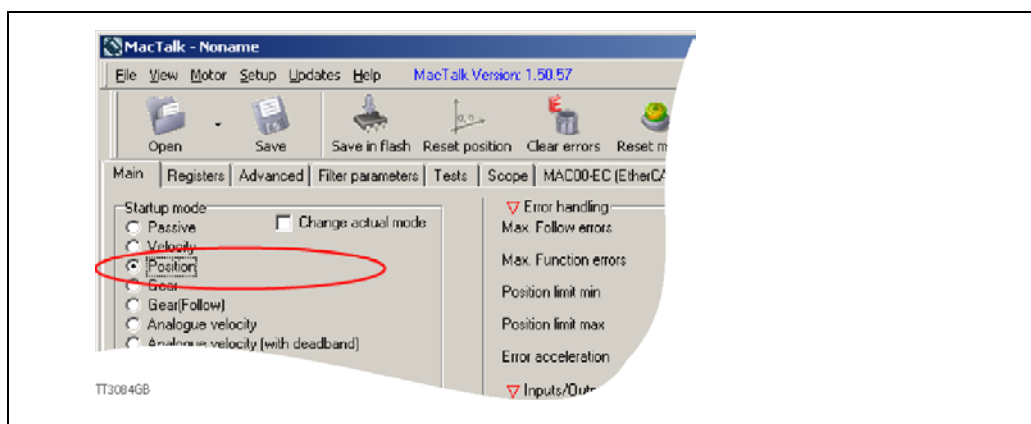 MacTalk - Noname
File View Motor Setup Updates Help MacTalk Version: 1.50.57
Open Save Save in flash Reset position Clear errors Reset m
Main Registers Advanced Filter parameters Tests Scope MAC00-EC (EtherCA
Startup mode
Change actual mode
Passive
Velocity
Position
Gear
Gear(Follow)
Analogue velocity
Analogue velocity (with deadband)
Error handling
Max. Follow errors
Max. Function errors
Position limit min
Position limit max
Error acceleration
Inputs/Outp
TT3084GB